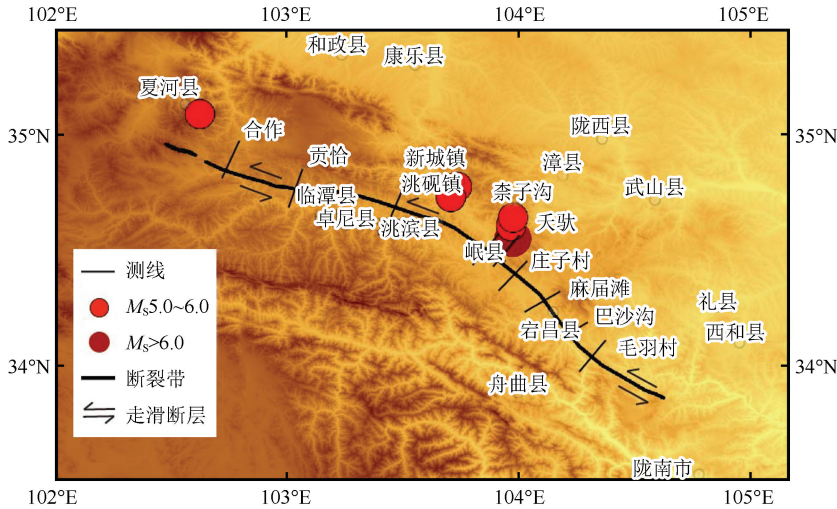 102°E
103°E
104°E
105°E
和政县
康乐县
夏河县
35°N
35°N
合作
陇西县
贡恰
新城镇
漳县
洮砚镇
武山县
临潭县
柰子沟
卓尼县
洮滨县
天驮
岷县
庄子村
测线
麻届滩
礼县
Ms5.0~6.0
巴沙沟
宕昌县
西和县
Ms>6.0
毛羽村
34°N
34°N
断裂带
舟曲县
走滑断层
陇南市
102°E
103°E
104°E
105°E